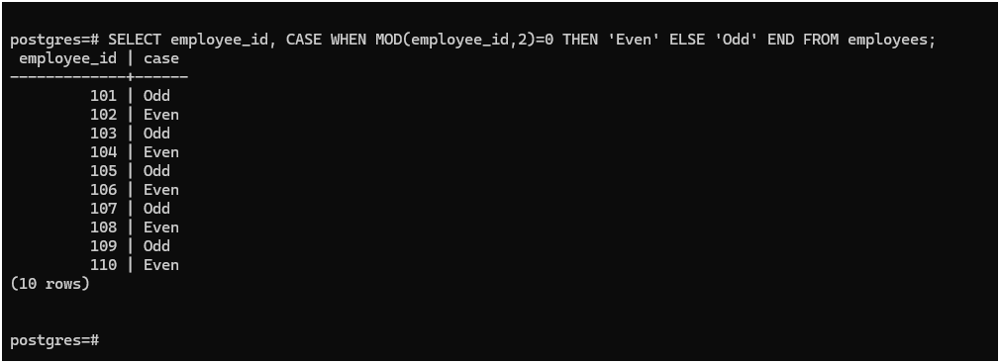 postgres=# SELECT employee_id, CASE WHEN MOD(employee_id,2)=0 THEN 'Even' ELSE 'Odd' END FROM employees;
 employee_id | case
-------------+------
         101 | Odd
         102 | Even
         103 | Odd
         104 | Even
         105 | Odd
         106 | Even
         107 | Odd
         108 | Even
         109 | Odd
         110 | Even
(10 rows)
postgres=#